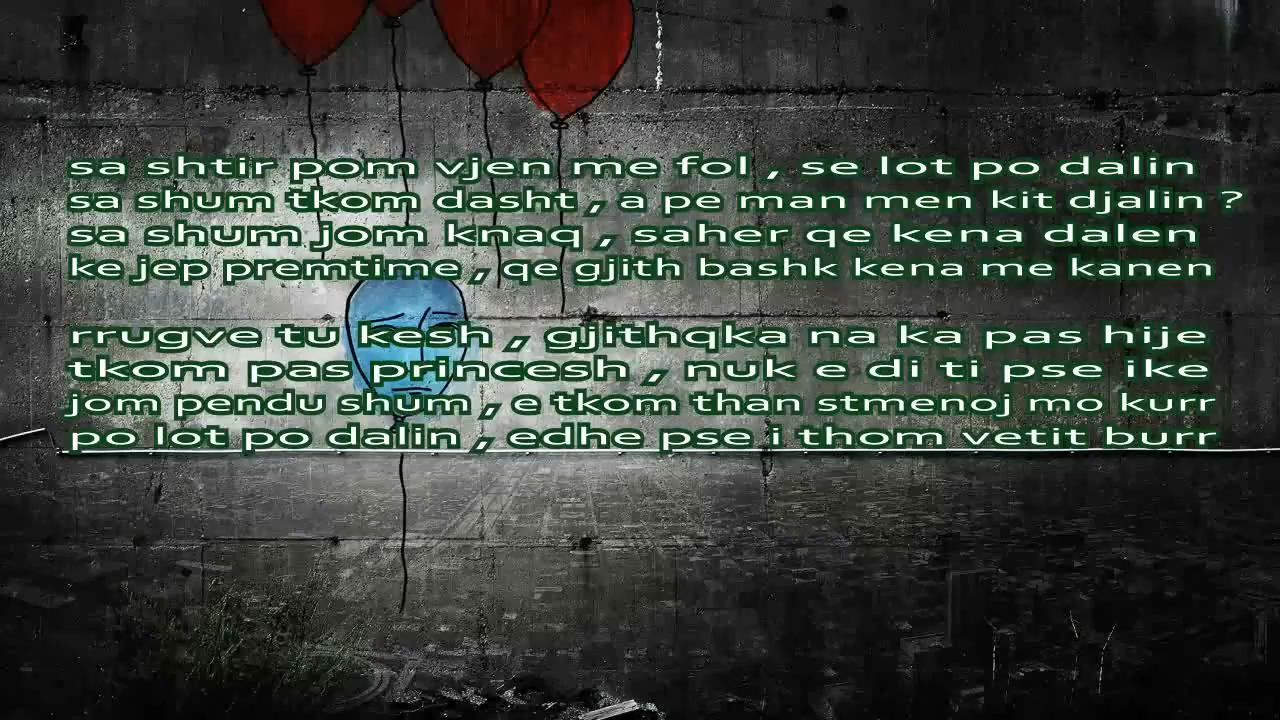 sa shtir pom vjen me fol , se lot po dalin
sa shum tkom dasht , a pe man men kit djalin ?
sa shum jom knaq , saher qe kena dalen
ke jep premtime , qe gjith bashk kena me kanen
rrugve tu kesh , gjithqka na ka pas hije
tkom pas princesh , nuk e di ti pse ike
jom pendu shum , e tkom than stmenoj mo kurr
po lot po dalin , edhe pse i thom vetit burr